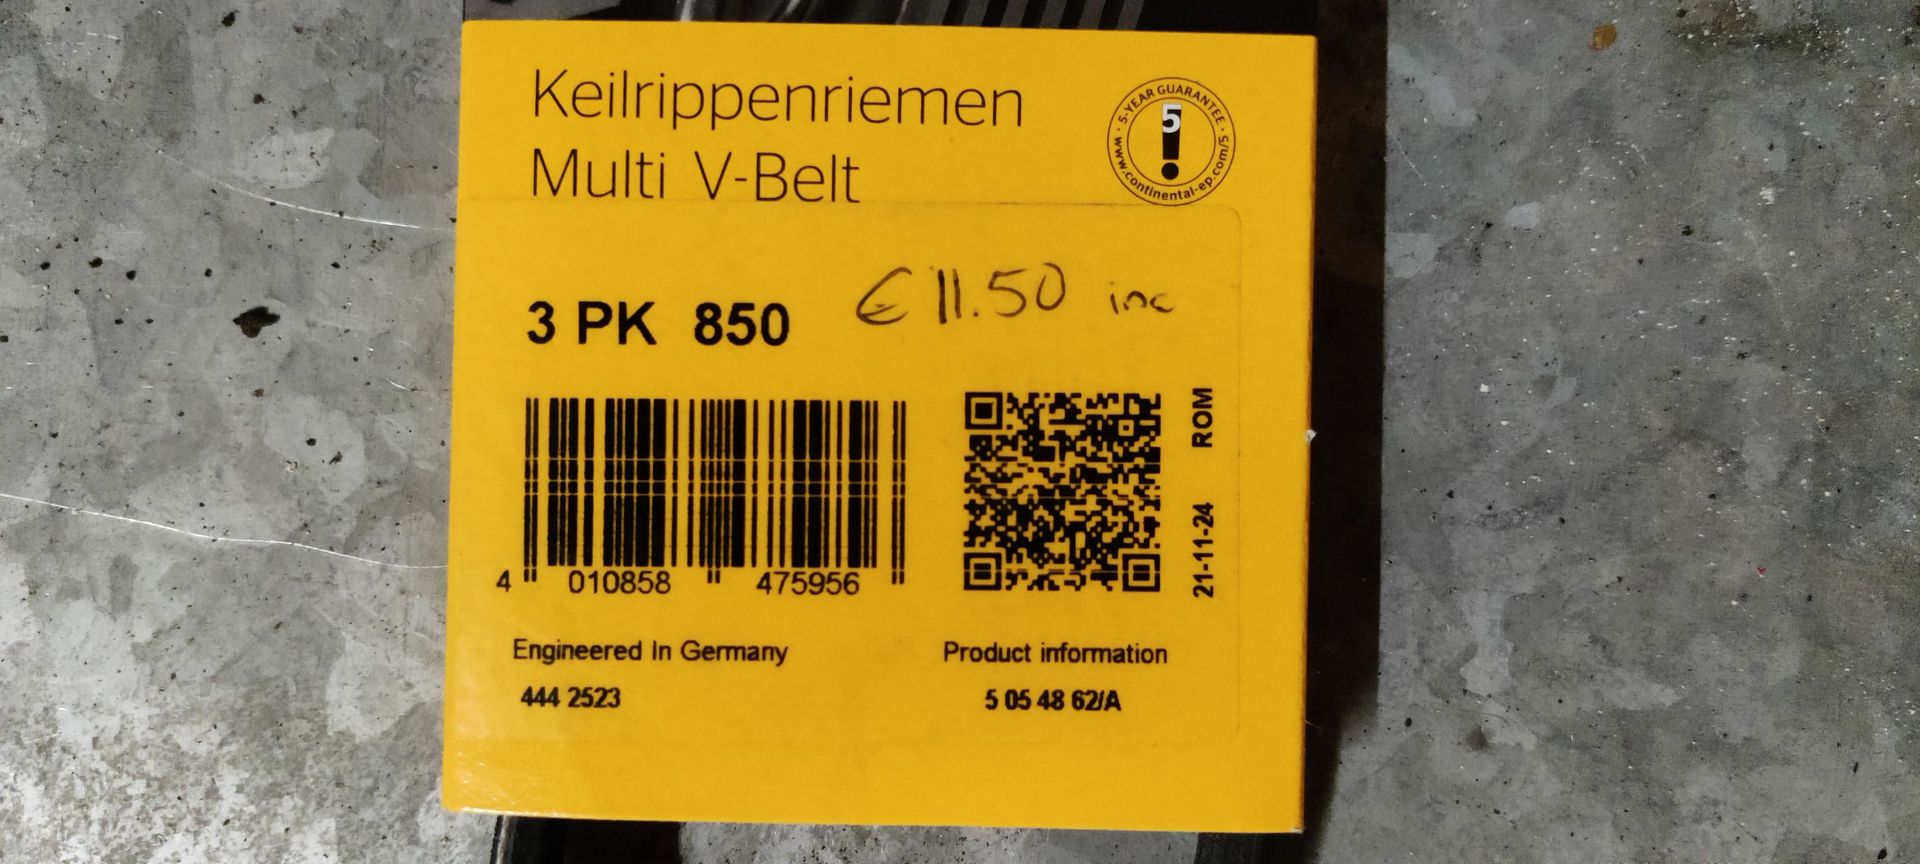 Keilrippenriemen
Multi V-Belt
· 5-YEAR GUARANTEE · www.continental-ep.com/5
5
3 PK 850
€11.50 inc
4 010858 475956
21-11-24 ROM
Engineered In Germany
Product information
444 2523
5 05 48 62/A